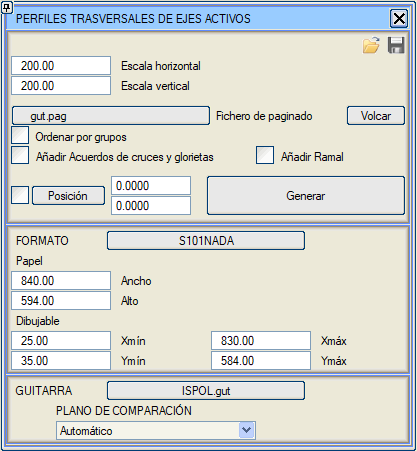 PERFILES TRASVERSALES DE EJES ACTIVOS
200.00 Escala horizontal
200.00 Escala vertical
gut.pag Fichero de paginado Volcar
Ordenar por grupos
Añadir Acuerdos de cruces y glorietas Añadir Ramal
Posición 0.0000
0.0000
Generar
FORMATO S101NADA
Papel
840.00 Ancho
594.00 Alto
Dibujable
25.00 Xmín 830.00 Xmáx
35.00 Ymín 584.00 Ymáx
GUITARRA ISPOL.gut
PLANO DE COMPARACIÓN
Automático